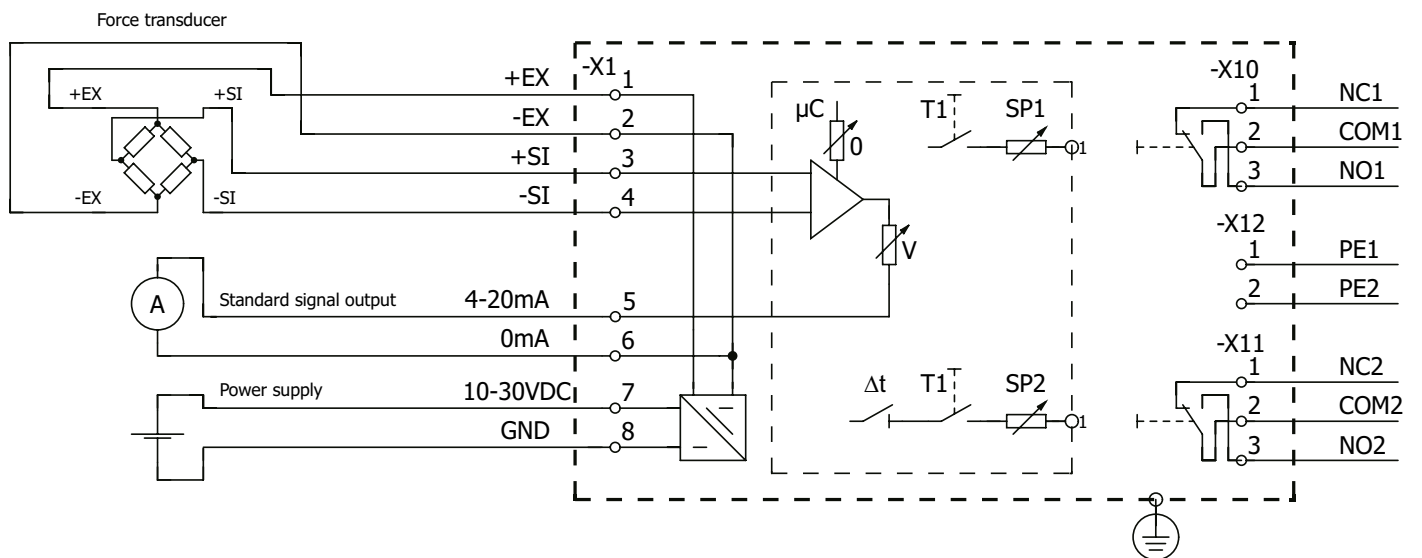 Force transducer
+EX
+SI
-EX
-SI
+EX
-EX
+SI
-SI
Standard signal output
4-20mA
0mA
Power supply
10-30VDC
GND
A
-X1
1
2
3
4
5
6
7
8
µC
0
V
T1
SP1
1
Δt
T1
SP2
1
-X10
1
NC1
2
COM1
3
NO1
-X12
1
PE1
2
PE2
-X11
1
NC2
2
COM2
3
NO2